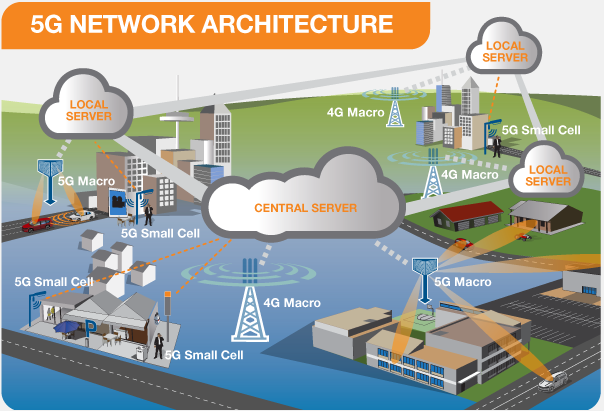 5G NETWORK ARCHITECTURE
LOCAL
SERVER
LOCAL
SERVER
4G Macro
5G Small Cell
5G Macro
4G Macro
LOCAL
SERVER
CENTRAL SERVER
5G Small Cell
5G Small Cell
5G Macro
4G Macro
P
5G Small Cell